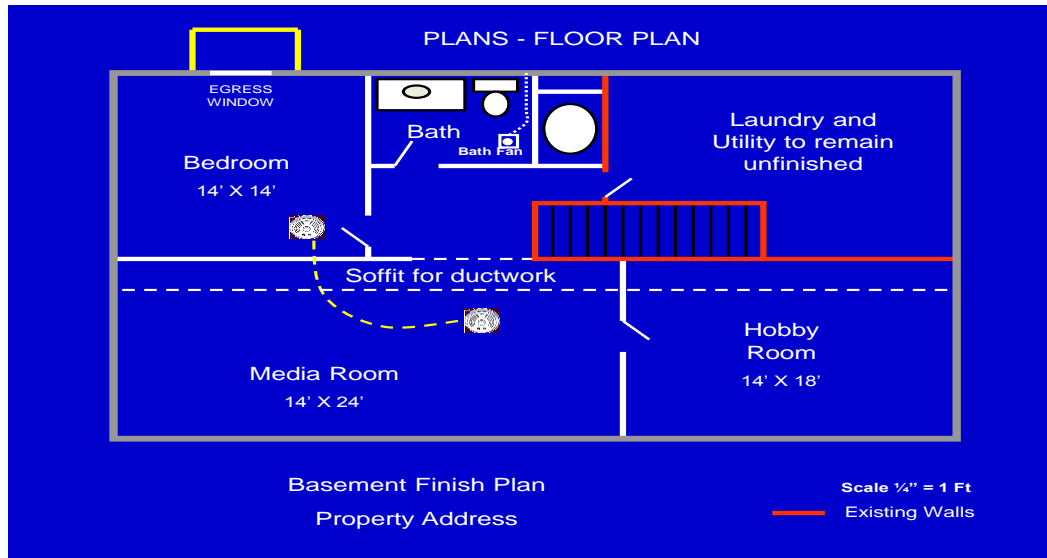 PLANS - FLOOR PLAN
EGRESS
WINDOW
Bedroom
14’ X 14’
Bath
Bath Fan
Laundry and
Utility to remain
unfinished
Soffit for ductwork
Media Room
14’ X 24’
Hobby
Room
14’ X 18’
Basement Finish Plan
Property Address
Scale ¼” = 1 Ft
Existing Walls